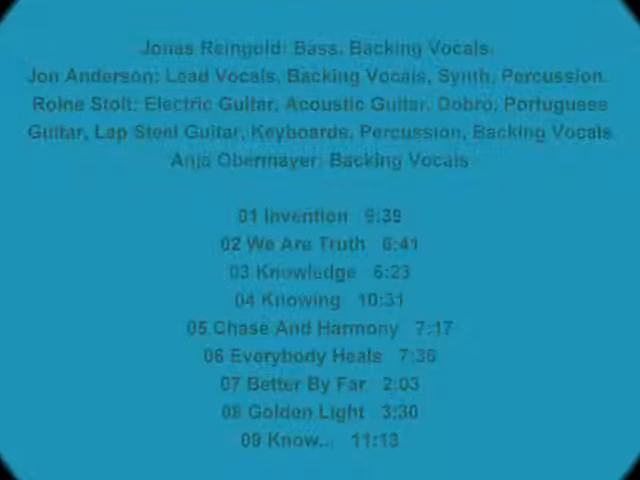 Jonas Reingold: Bass, Backing Vocals.
Jon Anderson: Lead Vocals, Backing Vocals, Synth, Percussion.
Roine Stolt: Electric Guitar, Acoustic Guitar, Dobro, Portuguese
Guitar, Lap Steel Guitar, Keyboards, Percussion, Backing Vocals
Anja Obermayer: Backing Vocals
01 Invention 9:39
02 We Are Truth 6:41
03 Knowledge 6:23
04 Knowing 10:31
05 Chase And Harmony 7:17
06 Everybody Heals 7:36
07 Better By Far 2:03
08 Golden Light 3:30
09 Know... 11:13